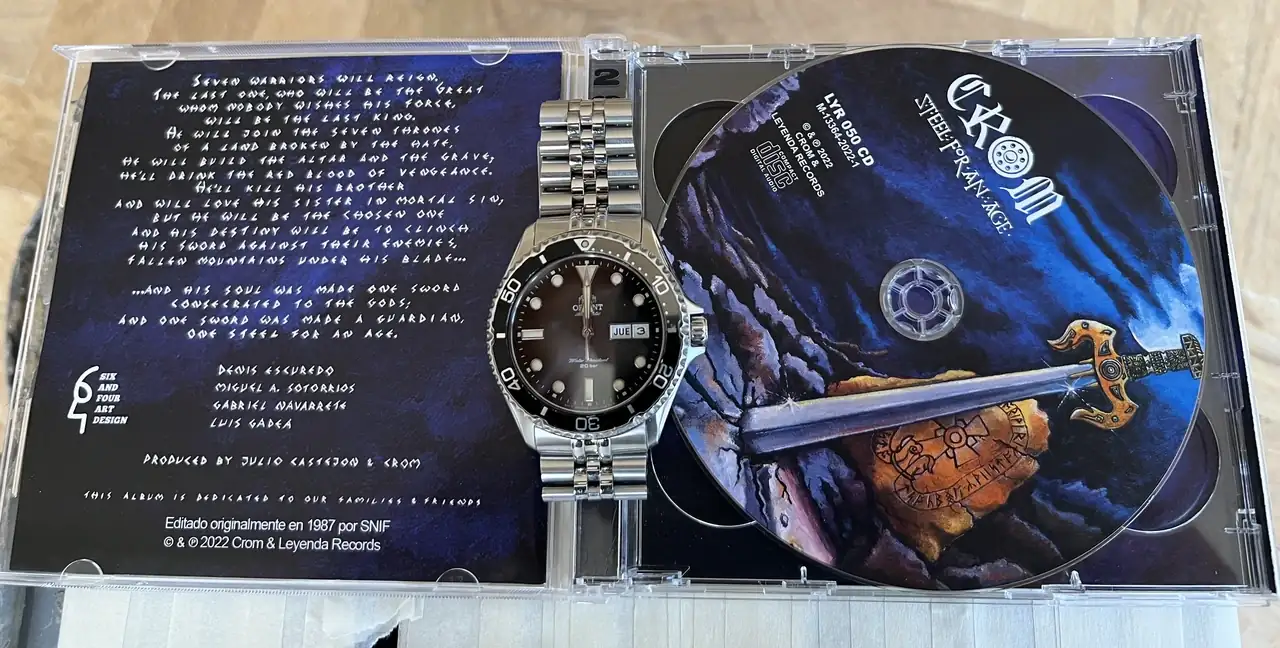 SEVEN WARRIORS WILL REIGN.
THE LAST ONE, WHO WILL BE THE GREAT
WHOM NOBODY WISHES HIS FORCE,
WILL BE THE LAST KING.
HE WILL JOIN THE SEVEN THRONES
OF A LAND BROKEN BY THE HATE,
HE WILL BUILD THE ALTAR AND THE GRAVE;
HE'LL DRINK THE RED BLOOD OF VENGEANCE.
HE'LL KILL HIS BROTHER
AND WILL LOVE HIS SISTER IN MORTAL SIN,
BUT HE WILL BE THE CHOSEN ONE
AND HIS DESTINY WILL BE TO CLINCH
HIS SWORD AGAINST THEIR ENEMIES,
FALLEN MOUNTAINS UNDER HIS BLADE...
...AND HIS SOUL WAS MADE ONE SWORD
CONSECRATED TO THE GODS;
AND ONE SWORD WAS MADE A GUARDIAN,
ONE STEEL FOR AN AGE.
SIX
AND
FOUR
ART
DESIGN
DENIS ESCUREDO
MIGUEL A. SOTORRIOS
GABRIEL NAVARRETE
LUIS GADEA
PRODUCED BY JULIO CASTEJON & CROM
THIS ALBUM IS DEDICATED TO OUR FAMILIES & FRIENDS
Editado originalmente en 1987 por SNIF
© & ℗ 2022 Crom & Leyenda Records
2
50
10
40
20
30
ORIENT
JUE 3
Water Resistant
20 bar
CROM
STEEL FOR AN AGE
LYR 050 CD
M-13364-2022
© & ℗ 2022
CROM &
LEYENDA RECORDS
COMPACT
disc
DIGITAL AUDIO